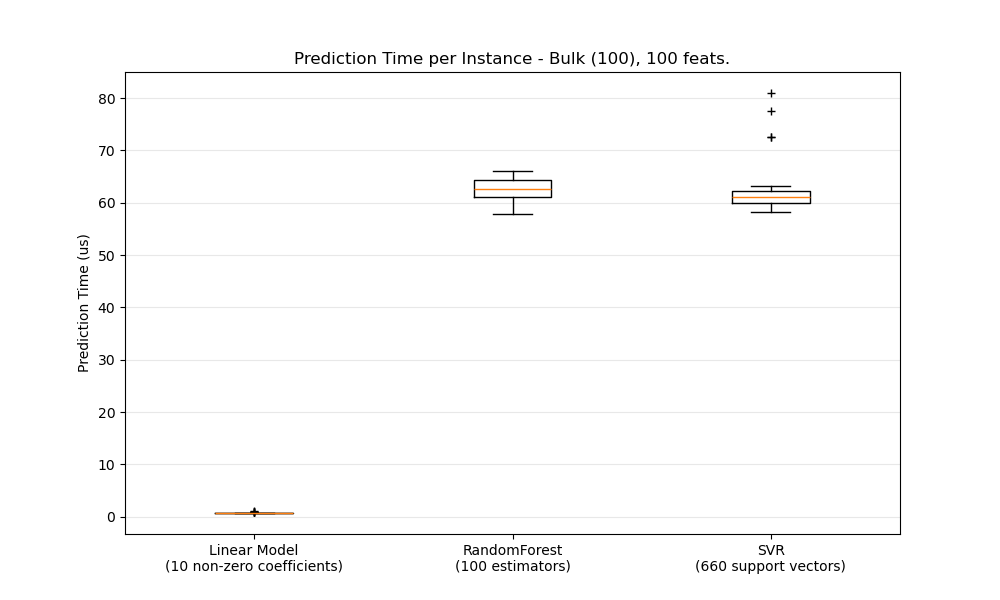 Prediction Time per Instance - Bulk (100), 100 feats.
80
70
60
50
40
30
20
10
0
Prediction Time (us)
Linear Model
(10 non-zero coefficients)
RandomForest
(100 estimators)
SVR
(660 support vectors)